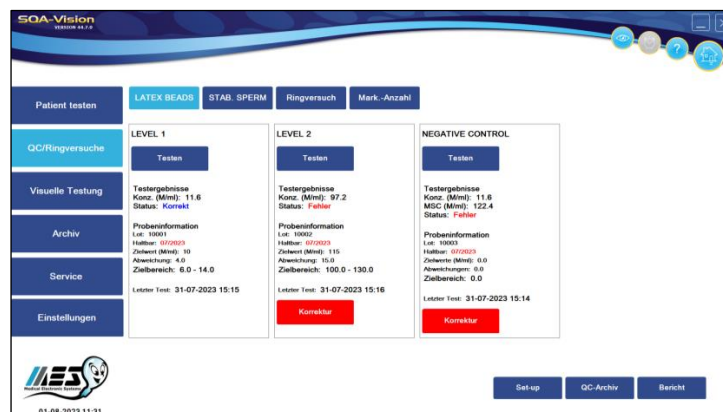 SQA-Vision
VERSION 04.7.0
?
Patient testen
QC/Ringversuche
Visuelle Testung
Archiv
Service
Einstellungen
LATEX BEADS
STAB. SPERM
Ringversuch
Mark.-Anzahl
LEVEL 1
Testen
Testergebnisse
Konz. (M/ml): 11.6
Status: Korrekt
Probeninformation
Lot: 10001
Haltbar: 07/2023
Zielwert (M/ml): 10
Abweichung: 4.0
Zielbereich: 6.0 - 14.0
Letzter Test: 31-07-2023 15:15
LEVEL 2
Testen
Testergebnisse
Konz. (M/ml): 97.2
Status: Fehler
Probeninformation
Lot: 10002
Haltbar: 07/2023
Zielwert (M/ml): 115
Abweichung: 15.0
Zielbereich: 100.0 - 130.0
Letzter Test: 31-07-2023 15:16
Korrektur
NEGATIVE CONTROL
Testen
Testergebnisse
Konz. (M/ml): 11.6
MSC (M/ml): 122.4
Status: Fehler
Probeninformation
Lot: 10003
Haltbar: 07/2023
Zielwerte (M/ml): 0.0
Abweichungen: 0.0
Zielbereich: 0.0
Letzter Test: 31-07-2023 15:14
Korrektur
MES
Medical Electronic Systems
01-08-2023 11:31
Set-up
QC-Archiv
Bericht